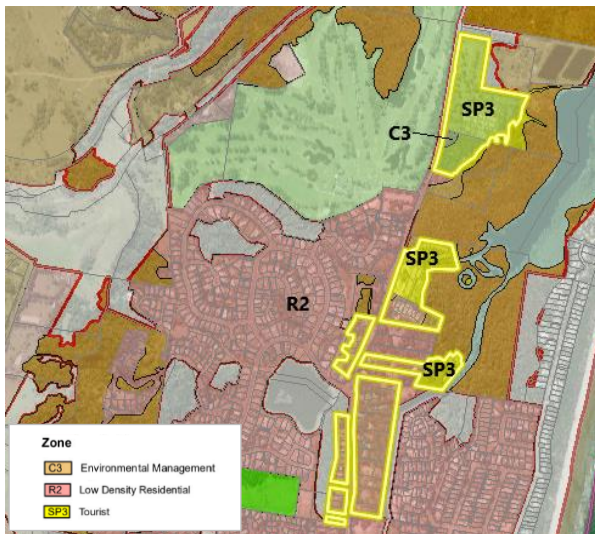 SP3
C3
SP3
R2
SP3
Zone
C3 Environmental Management
R2 Low Density Residential
SP3 Tourist